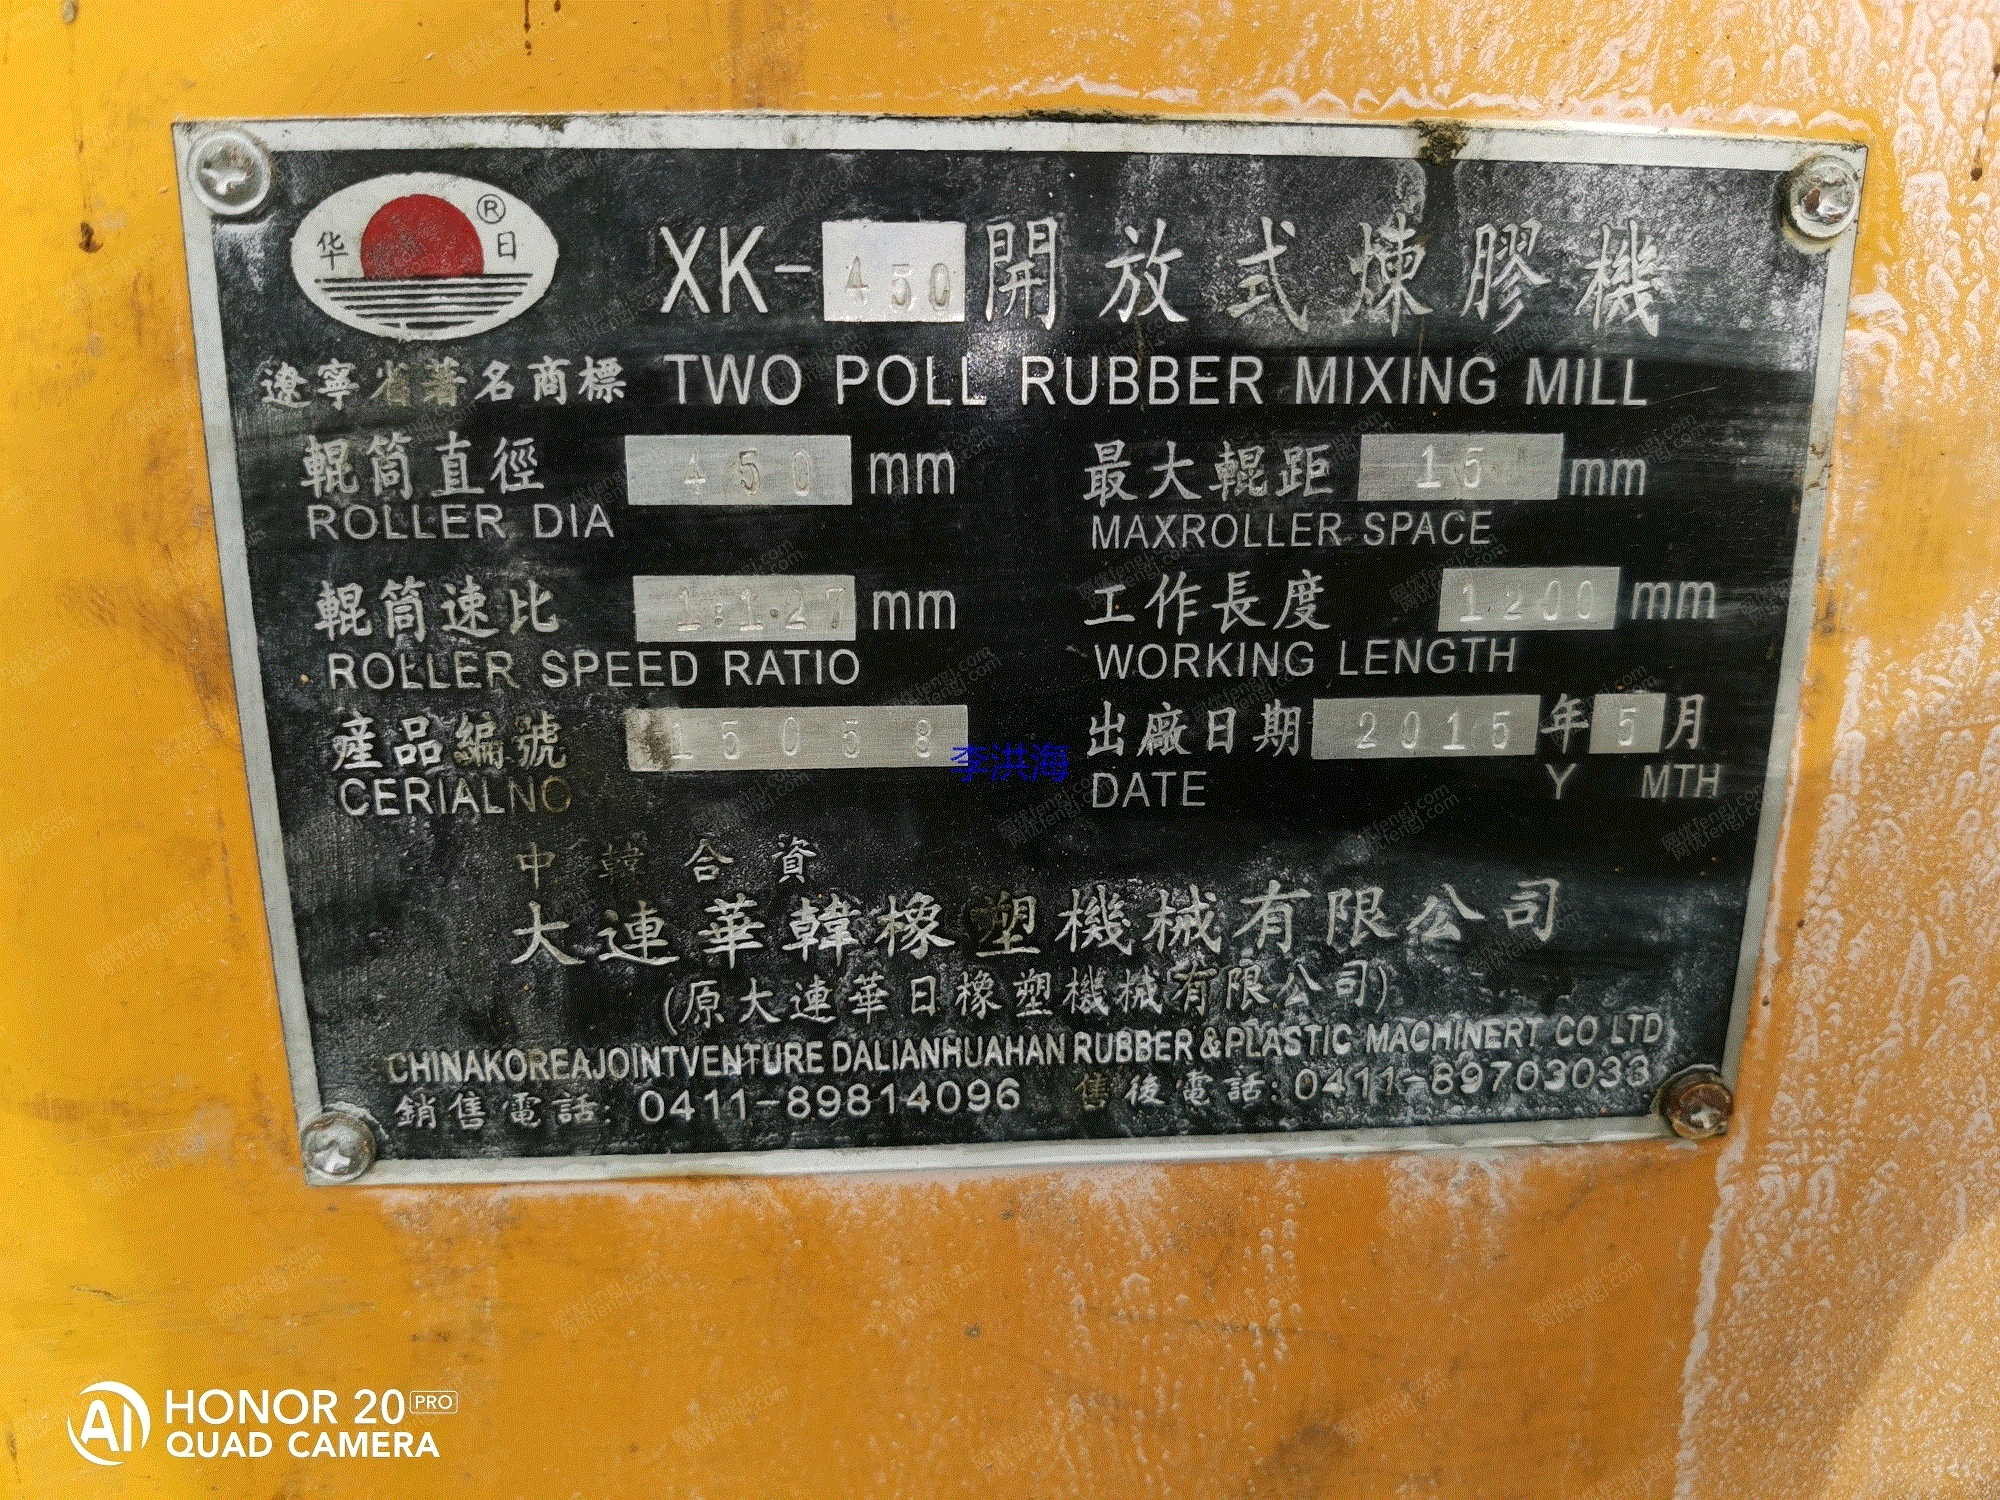 华 日 ®
XK-450開放式煉膠機
遼寧省著名商標 TWO POLL RUBBER MIXING MILL
輥筒直徑 450 mm 最大輥距 15 mm
ROLLER DIA MAXROLLER SPACE
輥筒速比 1:1.27 mm 工作長度 1200 mm
ROLLER SPEED RATIO WORKING LENGTH
産品編號 15058 出廠日期 2015 年 5 月
李洪海
CERIALNO DATE Y MTH
中韓合資
大連華韓橡塑機械有限公司
(原大連華日橡塑機械有限公司)
CHINAKOREAJOINTVENTURE DALIANHUAHAN RUBBER & PLASTIC MACHINERT CO LTD
銷售電話: 0411-89814096 售後電話: 0411-89703033
AI HONOR 20 PRO
QUAD CAMERA